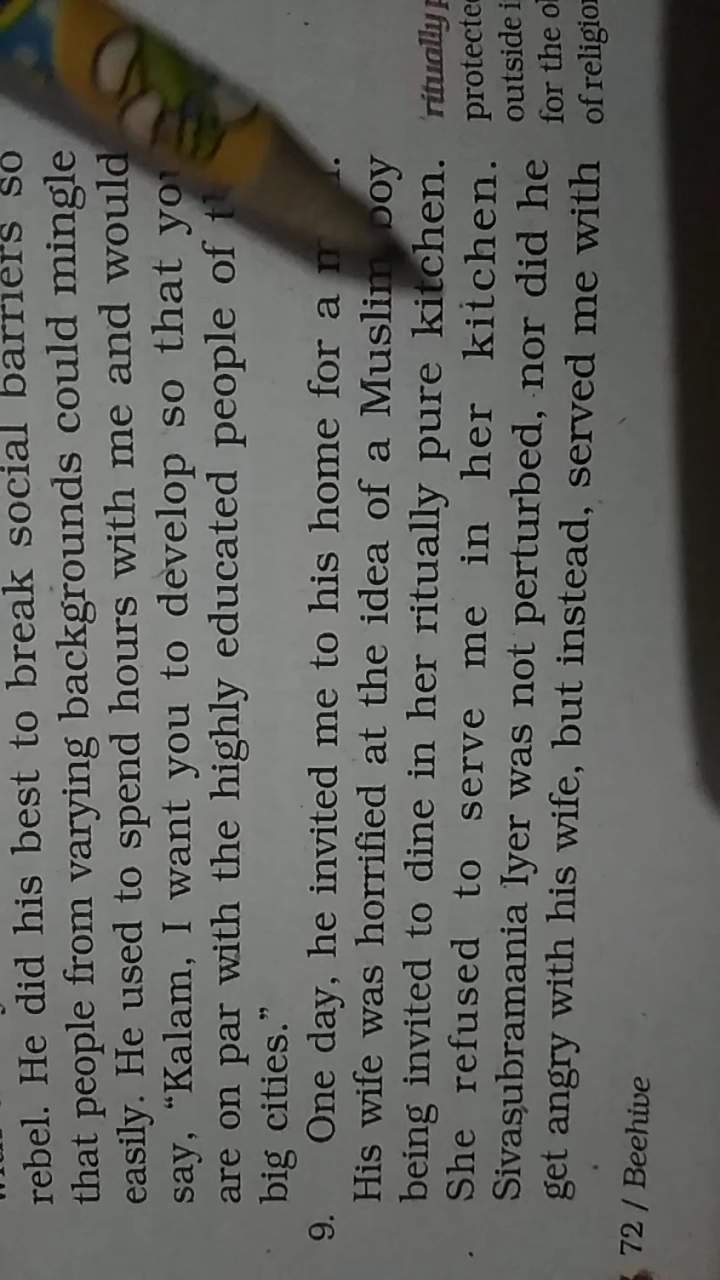 rebel. He did his best to break social barriers so
that people from varying backgrounds could mingle
easily. He used to spend hours with me and would
say, “Kalam, I want you to develop so that you
are on par with the highly educated people of
big cities.”
9. One day, he invited me to his home for a
His wife was horrified at the idea of a Muslim boy
being invited to dine in her ritually pure kitchen.
She refused to serve me in her kitchen.
Sivasubramania Iyer was not perturbed, nor did he
get angry with his wife, but instead, served me with
72 / Beehive
ritually
protected
outside
for the
of religion